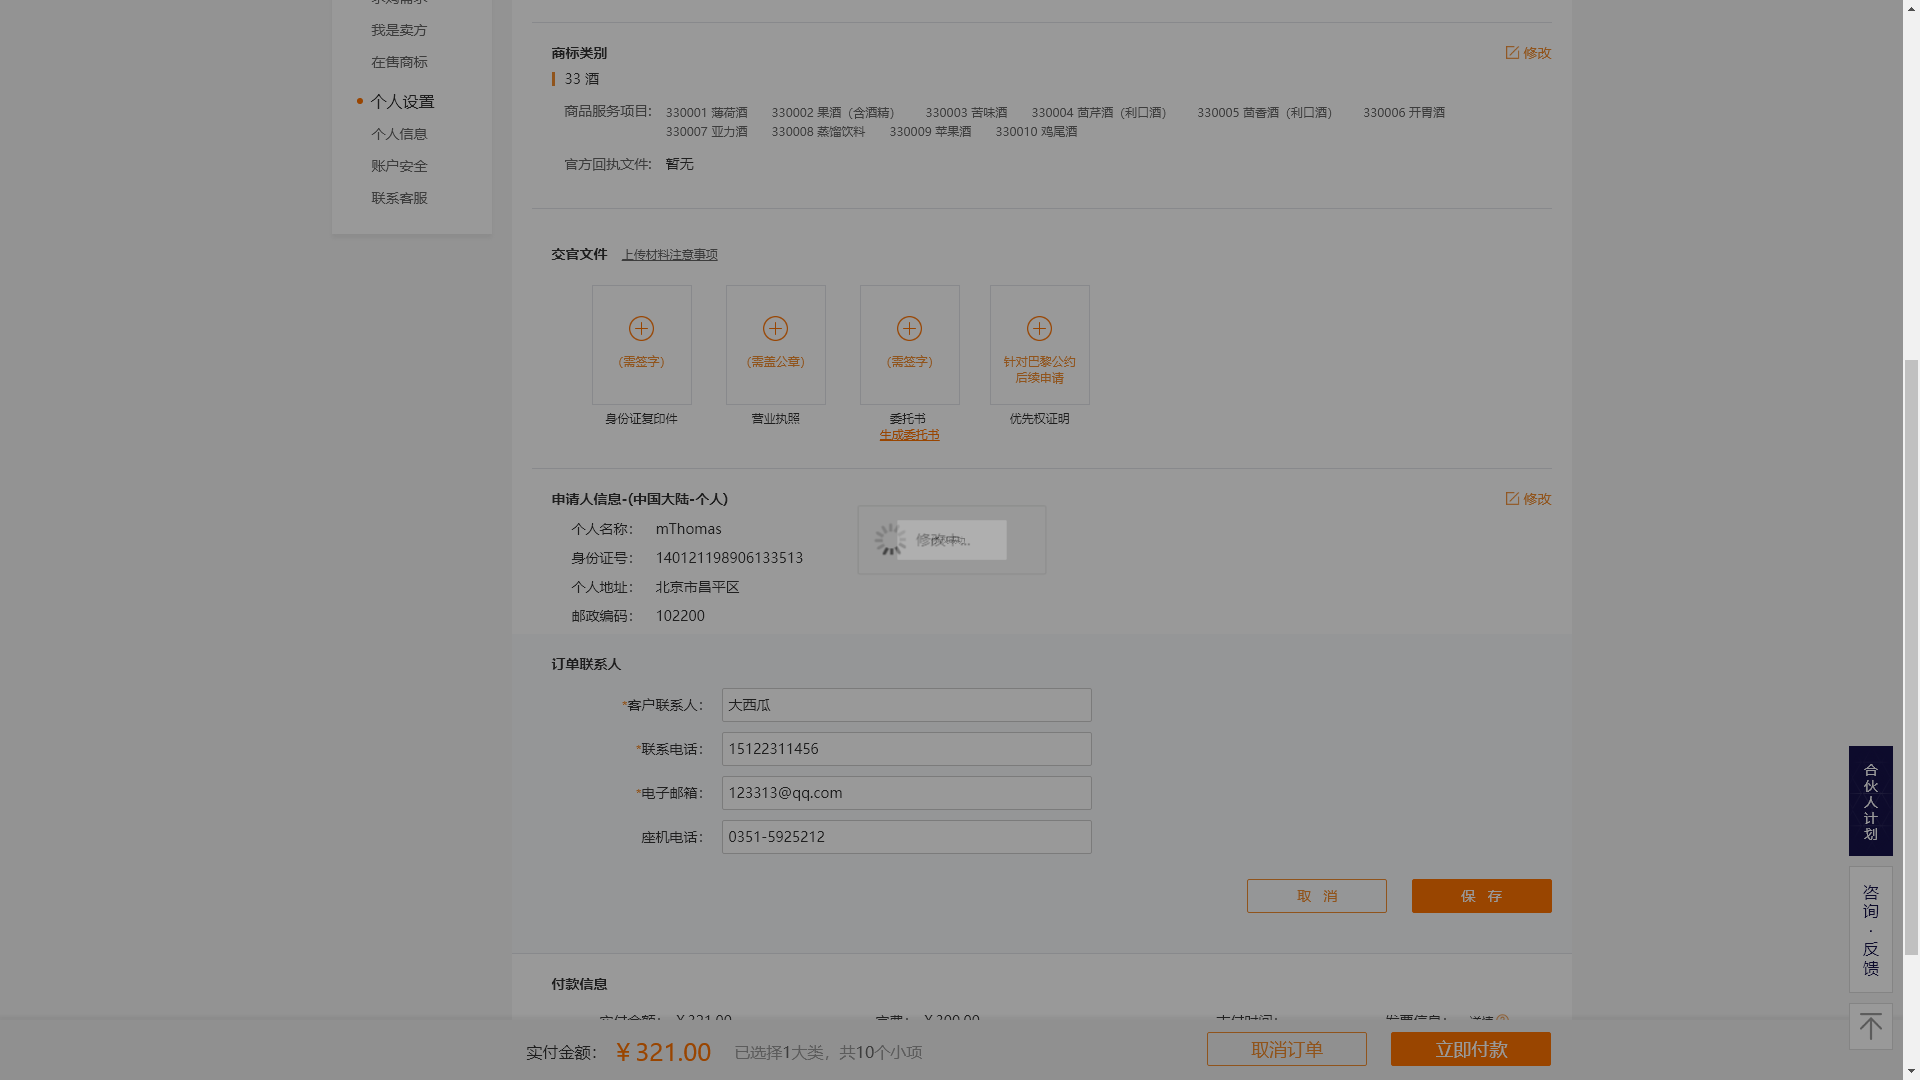 我是卖方
在售商标
个人设置
个人信息
账户安全
联系客服
商标类别
修改
33 酒
商品服务项目: 330001 薄荷酒 330002 果酒（含酒精） 330003 苦味酒 330004 茴芹酒（利口酒） 330005 茴香酒（利口酒） 330006 开胃酒
330007 亚力酒 330008 蒸馏饮料 330009 苹果酒 330010 鸡尾酒
官方回执文件: 暂无
交官文件 上传材料注意事项
(需签字) (需盖公章) (需签字) 针对巴黎公约
后续申请
身份证复印件 营业执照 委托书 优先权证明
生成委托书
申请人信息-(中国大陆-个人)
修改
个人名称: mThomas
身份证号: 140121198906133513
个人地址: 北京市昌平区
邮政编码: 102200
订单联系人
*客户联系人: 大西瓜
*联系电话: 15122311456
*电子邮箱: 123313@qq.com
座机电话: 0351-5925212
取 消 保 存
付款信息
实付金额: ￥321.00 已选择1大类，共10个小项
取消订单 立即付款
合伙人计划
咨询·反馈